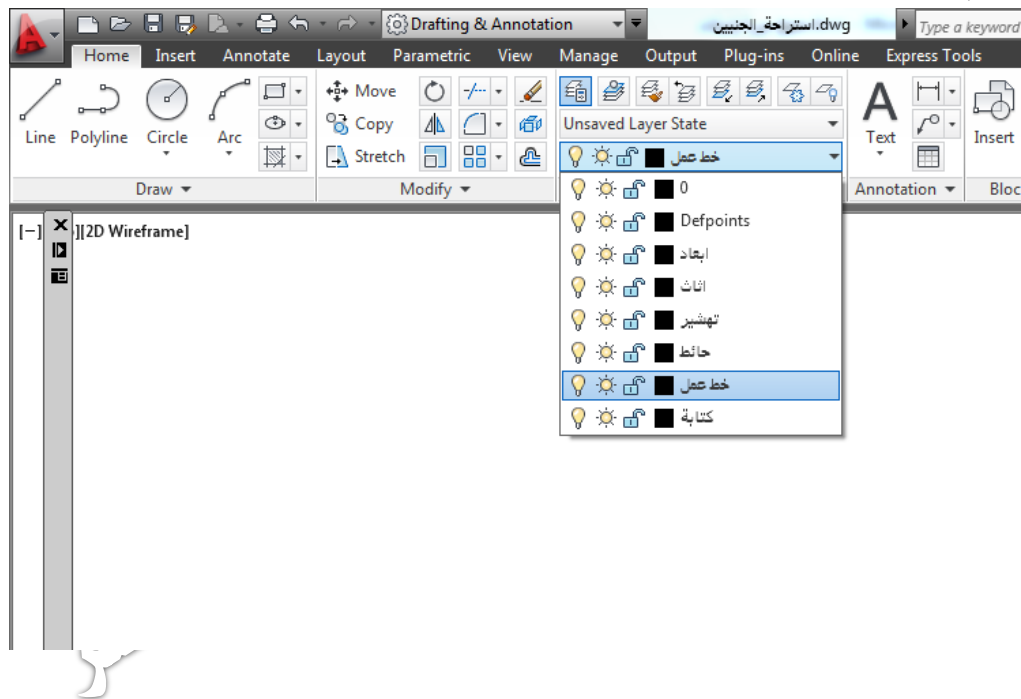 Drafting & Annotation
استراحة_الجنبين.dwg
Type a keyword
Home Insert Annotate Layout Parametric View Manage Output Plug-ins Online Express Tools
Line Polyline Circle Arc
Move
Copy
Stretch
Unsaved Layer State
خط عمل
A Text
Insert
Draw Modify Annotation Bloc
0
Defpoints
ابعاد
اثاث
تهشير
حائط
خط عمل
كتابة
[−] ][2D Wireframe]